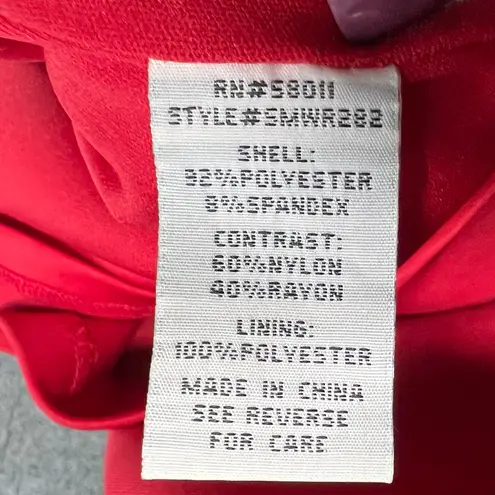 RN#58011
STYLE#SMWR282
SHELL:
92%POLYESTER
8%SPANDEX
CONTRAST:
60%NYLON
40%RAYON
LINING:
100%POLYESTER
MADE IN CHINA
SEE REVERSE
FOR CARE